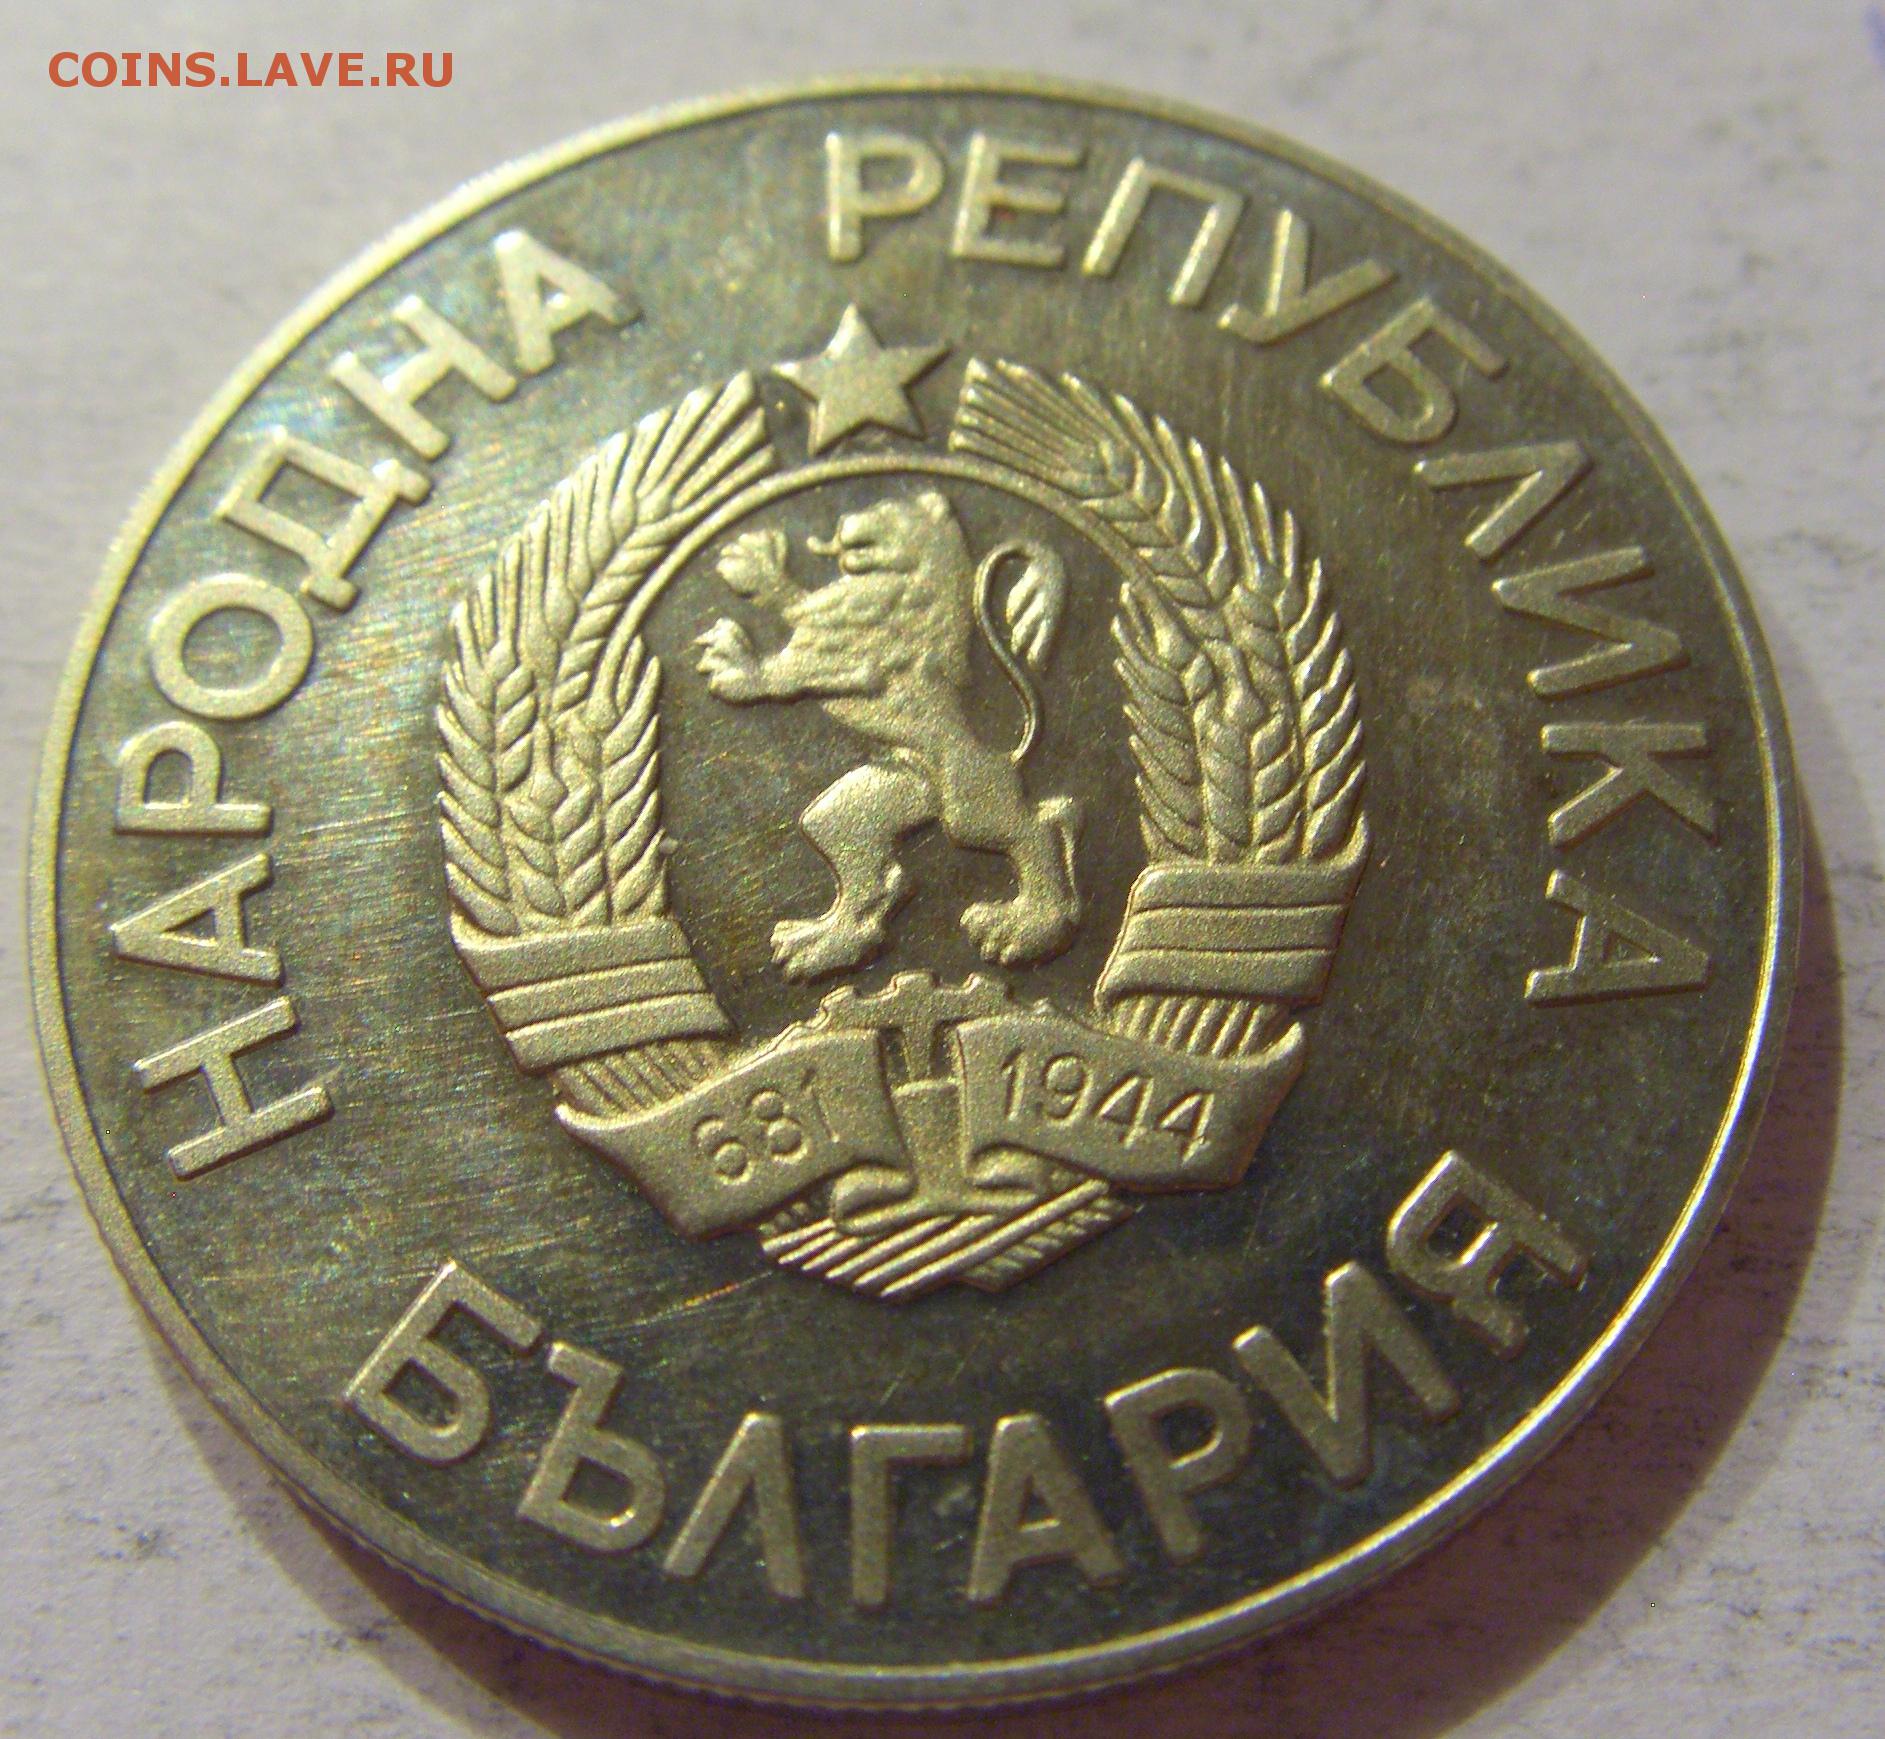 COINS.LAVE.RU
НАРОДНА РЕПУБЛИКА
681 1944
БЪЛГАРИЯ